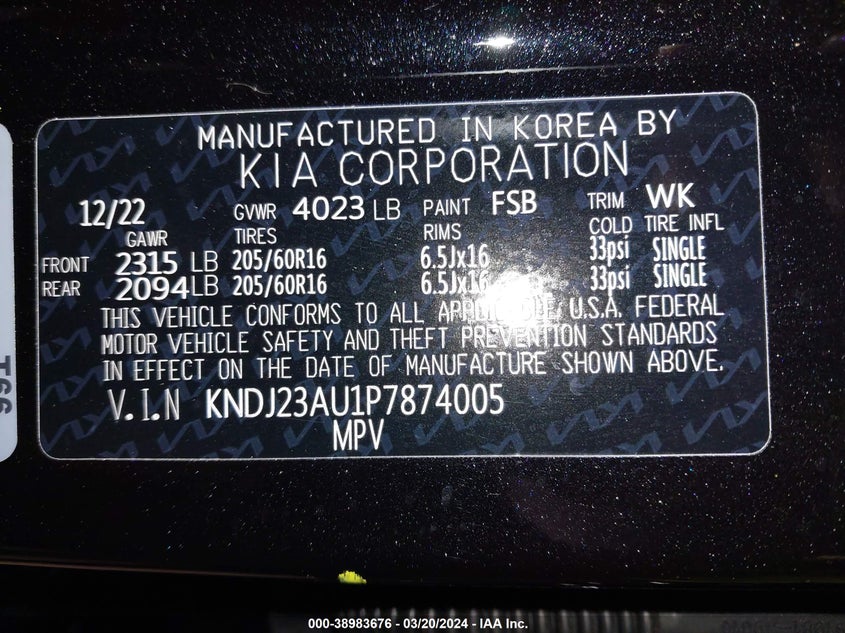 MANUFACTURED IN KOREA BY
KIA CORPORATION
12/22 GVWR 4023 LB PAINT FSB TRIM WK
GAWR TIRES RIMS COLD TIRE INFL
FRONT 2315 LB 205/60R16 6.5Jx16 33psi SINGLE
REAR 2094 LB 205/60R16 6.5Jx16 33psi SINGLE
THIS VEHICLE CONFORMS TO ALL APPLICABLE U.S.A. FEDERAL
MOTOR VEHICLE SAFETY AND THEFT PREVENTION STANDARDS
IN EFFECT ON THE DATE OF MANUFACTURE SHOWN ABOVE.
V.I.N KNDJ23AU1P7874005
MPV
T66
000-38983676 - 03/20/2024 - IAA Inc.